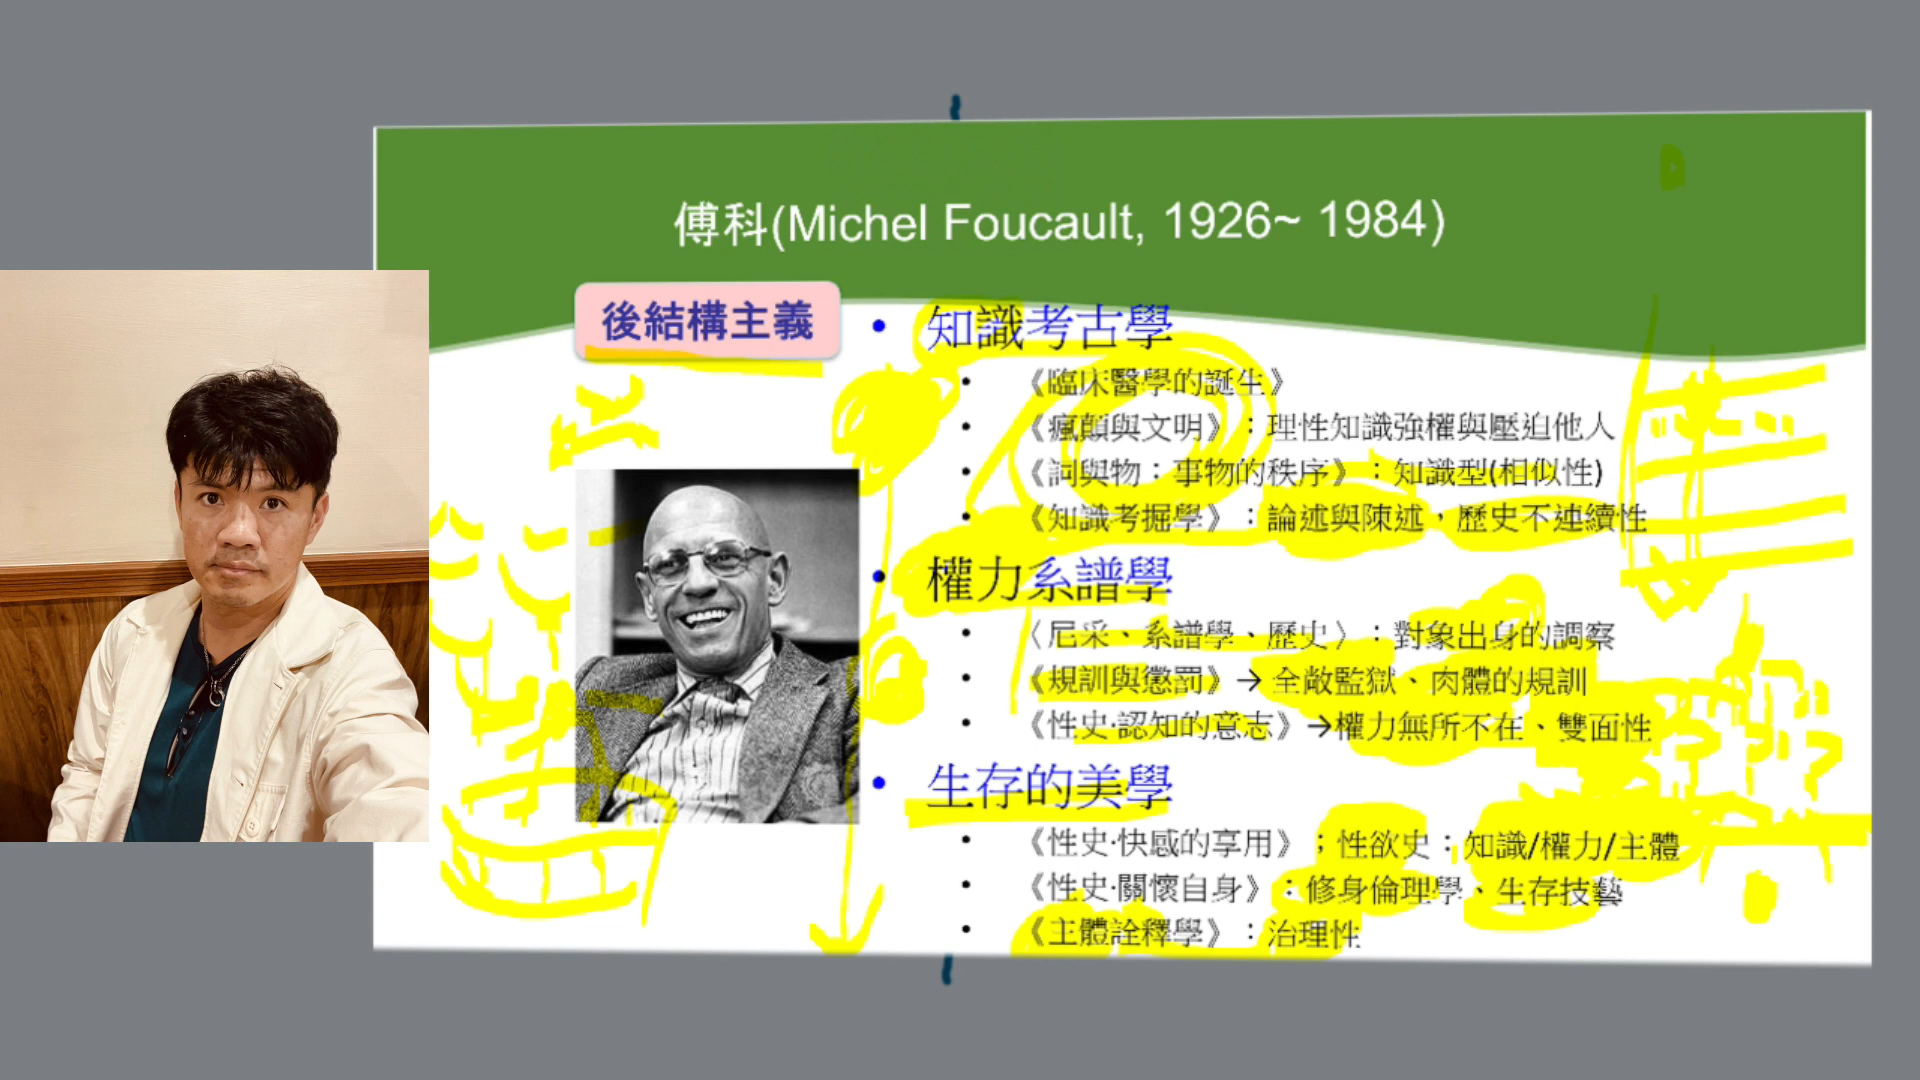 傅科(Michel Foucault, 1926~ 1984)
後結構主義
• 知識考古學
• 《臨床醫學的誕生》
• 《瘋顛與文明》：理性知識強權與壓迫他人
• 《詞與物：事物的秩序》：知識型(相似性)
• 《知識考掘學》：論述與陳述，歷史不連續性
• 權力系譜學
• 〈尼采、系譜學、歷史〉：對象出身的調察
• 《規訓與懲罰》→ 全敞監獄、肉體的規訓
• 《性史·認知的意志》→權力無所不在、雙面性
• 生存的美學
• 《性史·快感的享用》；性欲史：知識/權力/主體
• 《性史·關懷自身》：修身倫理學、生存技藝
• 《主體詮釋學》：治理性